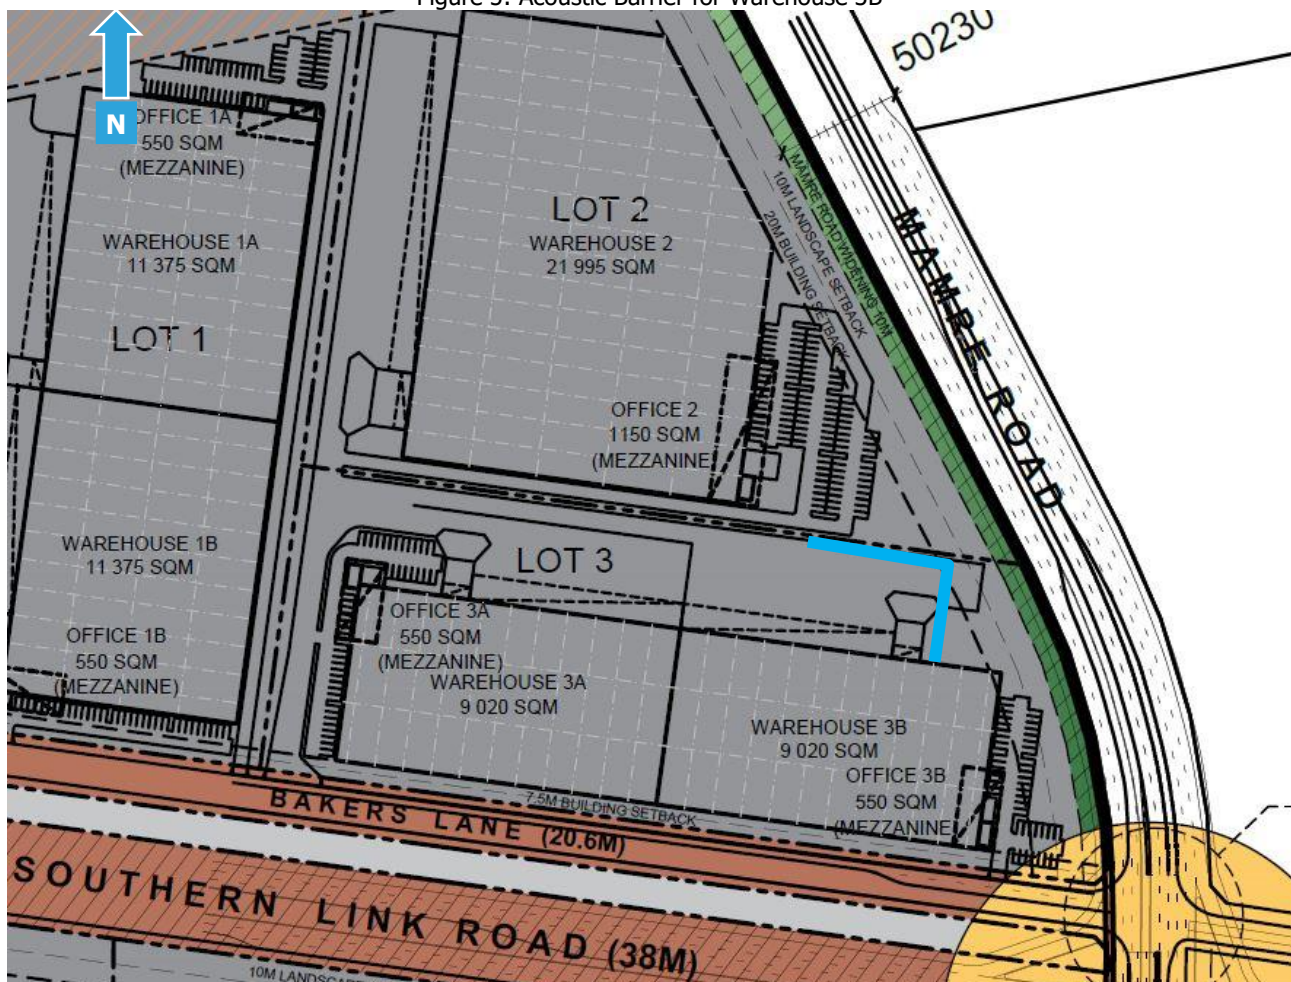 Figure 5: Acoustic Barrier for Warehouse 3B
N
OFFICE 1A
550 SQM
(MEZZANINE)
WAREHOUSE 1A
11 375 SQM
LOT 1
WAREHOUSE 1B
11 375 SQM
OFFICE 1B
550 SQM
(MEZZANINE)
LOT 2
WAREHOUSE 2
21 995 SQM
OFFICE 2
1150 SQM
(MEZZANINE
50230
MAMRE ROAD WIDENING 10M
10M LANDSCAPE SETBACK
20M BUILDING SETBACK
MAMRE ROAD
LOT 3
OFFICE 3A
550 SQM
(MEZZANINE)
WAREHOUSE 3A
9 020 SQM
WAREHOUSE 3B
9 020 SQM
OFFICE 3B
550 SQM
(MEZZANINE
7.5M BUILDING SETBACK
BAKERS LANE (20.6M)
SOUTHERN LINK ROAD (38M)
10M LANDSCAPE